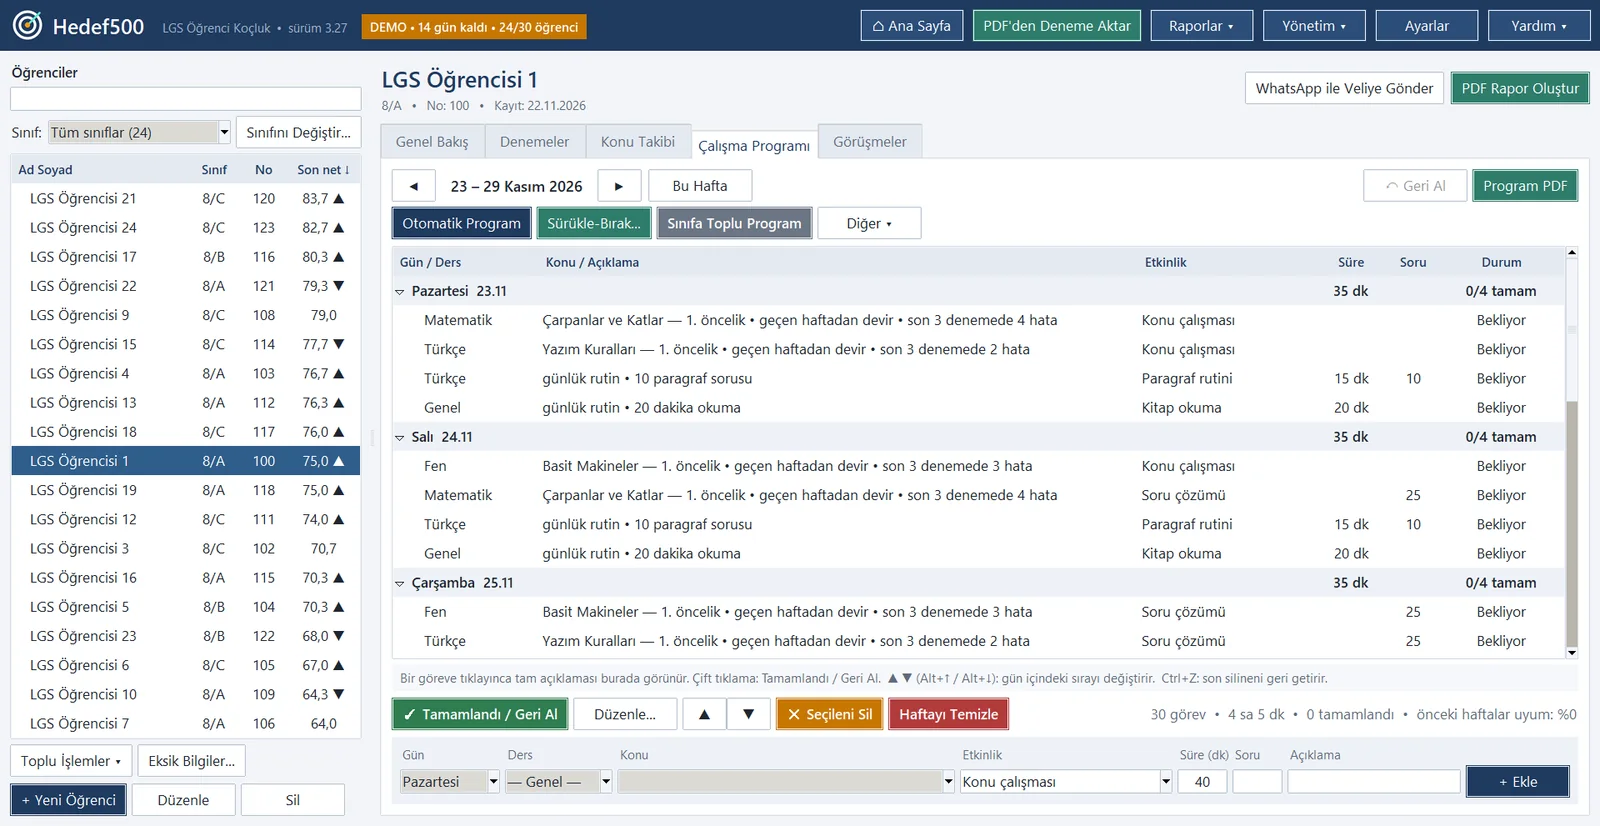 Hedef500 LGS Öğrenci Koçluk • sürüm 3.27 DEMO • 14 gün kaldı • 24/30 öğrenci Ana Sayfa PDF'den Deneme Aktar Raporlar ▾ Yönetim ▾ Ayarlar Yardım ▾
Öğrenciler
Sınıf: Tüm sınıflar (24) Sınıfını Değiştir...
Ad Soyad Sınıf No Son net ↓
LGS Öğrencisi 21 8/C 120 83,7 ▲
LGS Öğrencisi 24 8/C 123 82,7 ▲
LGS Öğrencisi 17 8/B 116 80,3 ▲
LGS Öğrencisi 22 8/A 121 79,3 ▼
LGS Öğrencisi 9 8/C 108 79,0
LGS Öğrencisi 15 8/C 114 77,7 ▼
LGS Öğrencisi 4 8/A 103 76,7 ▲
LGS Öğrencisi 13 8/A 112 76,3 ▲
LGS Öğrencisi 18 8/C 117 76,0 ▲
LGS Öğrencisi 1 8/A 100 75,0 ▲
LGS Öğrencisi 19 8/A 118 75,0 ▲
LGS Öğrencisi 12 8/C 111 74,0 ▲
LGS Öğrencisi 3 8/C 102 70,7
LGS Öğrencisi 16 8/A 115 70,3 ▲
LGS Öğrencisi 5 8/B 104 70,3 ▲
LGS Öğrencisi 23 8/B 122 68,0 ▼
LGS Öğrencisi 6 8/C 105 67,0 ▲
LGS Öğrencisi 10 8/A 109 64,3 ▼
LGS Öğrencisi 7 8/A 106 64,0
Toplu İşlemler ▾ Eksik Bilgiler...
+ Yeni Öğrenci Düzenle Sil
LGS Öğrencisi 1
8/A • No: 100 • Kayıt: 22.11.2026
WhatsApp ile Veliye Gönder PDF Rapor Oluştur
Genel Bakış Denemeler Konu Takibi Çalışma Programı Görüşmeler
◄ 23 – 29 Kasım 2026 ► Bu Hafta Geri Al Program PDF
Otomatik Program Sürükle-Bırak... Sınıfa Toplu Program Diğer ▾
Gün / Ders Konu / Açıklama Etkinlik Süre Soru Durum
Pazartesi 23.11 35 dk 0/4 tamam
Matematik Çarpanlar ve Katlar — 1. öncelik • geçen haftadan devir • son 3 denemede 4 hata Konu çalışması Bekliyor
Türkçe Yazım Kuralları — 1. öncelik • geçen haftadan devir • son 3 denemede 2 hata Konu çalışması Bekliyor
Türkçe günlük rutin • 10 paragraf sorusu Paragraf rutini 15 dk 10 Bekliyor
Genel günlük rutin • 20 dakika okuma Kitap okuma 20 dk Bekliyor
Salı 24.11 35 dk 0/4 tamam
Fen Basit Makineler — 1. öncelik • geçen haftadan devir • son 3 denemede 3 hata Konu çalışması Bekliyor
Matematik Çarpanlar ve Katlar — 1. öncelik • geçen haftadan devir • son 3 denemede 4 hata Soru çözümü 25 Bekliyor
Türkçe günlük rutin • 10 paragraf sorusu Paragraf rutini 15 dk 10 Bekliyor
Genel günlük rutin • 20 dakika okuma Kitap okuma 20 dk Bekliyor
Çarşamba 25.11 35 dk 0/4 tamam
Fen Basit Makineler — 1. öncelik • geçen haftadan devir • son 3 denemede 3 hata Soru çözümü 25 Bekliyor
Türkçe Yazım Kuralları — 1. öncelik • geçen haftadan devir • son 3 denemede 2 hata Soru çözümü 25 Bekliyor
Bir göreve tıklayınca tam açıklaması burada görünür. Çift tıklama: Tamamlandı / Geri Al. ▲▼ (Alt+↑ / Alt+↓): gün içindeki sırayı değiştirir. Ctrl+Z: son silineni geri getirir.
✓ Tamamlandı / Geri Al Düzenle... ▲ ▼ ✕ Seçileni Sil Haftayı Temizle 30 görev • 4 sa 5 dk • 0 tamamlandı • önceki haftalar uyum: %0
Gün Ders Konu Etkinlik Süre (dk) Soru Açıklama
Pazartesi — Genel — Konu çalışması 40 + Ekle